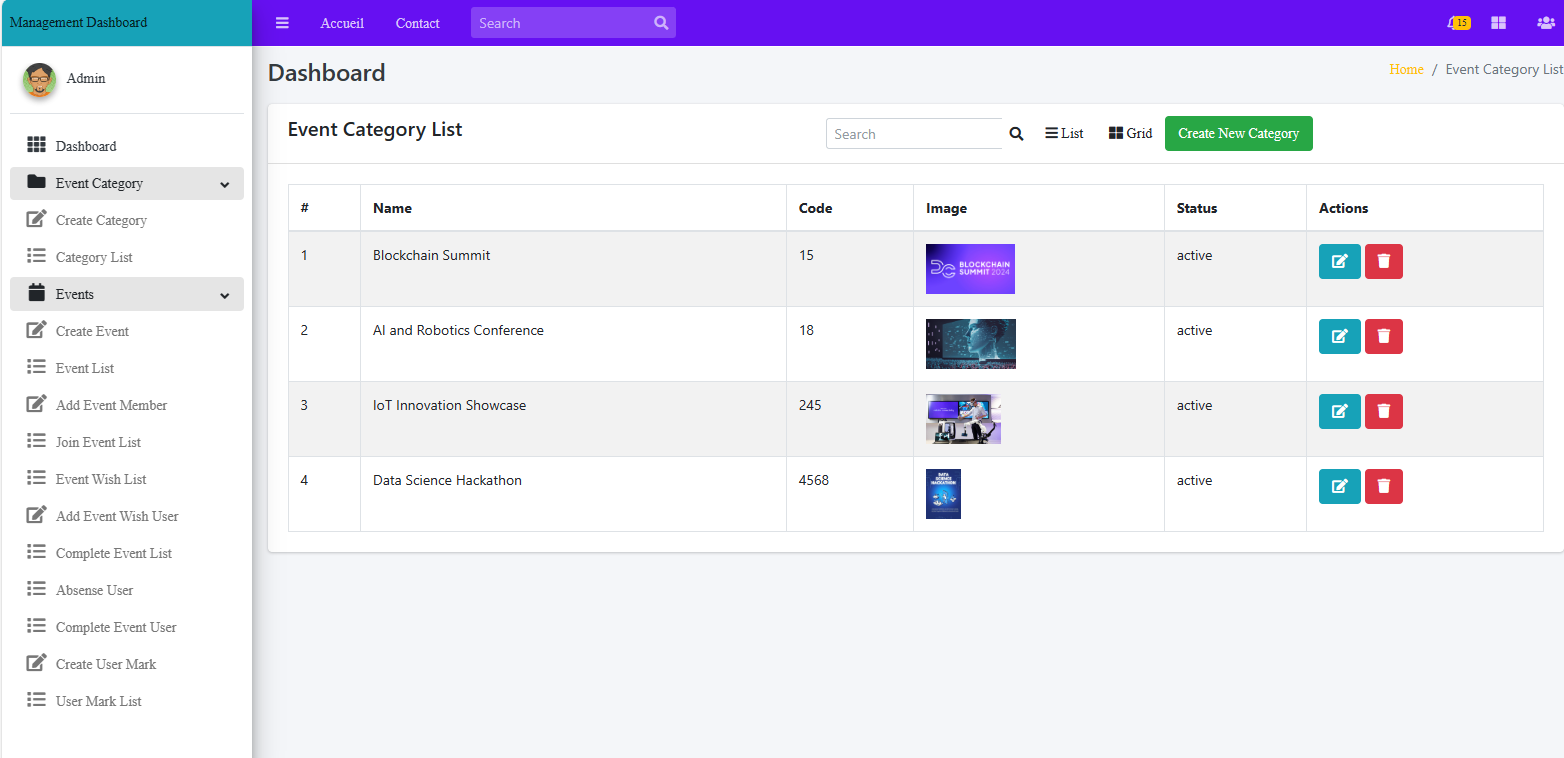 Management Dashboard
Accueil Contact Search 15
Admin
Dashboard
Event Category
Create Category
Category List
Events
Create Event
Event List
Add Event Member
Join Event List
Event Wish List
Add Event Wish User
Complete Event List
Absense User
Complete Event User
Create User Mark
User Mark List
Dashboard
Home / Event Category List
Event Category List
Search List Grid Create New Category
# Name Code Image Status Actions
1 Blockchain Summit 15 active
BLOCKCHAIN
SUMMIT 2024
2 AI and Robotics Conference 18 active
3 IoT Innovation Showcase 245 active
4 Data Science Hackathon 4568 active
DATA
SCIENCE
HACKATHON